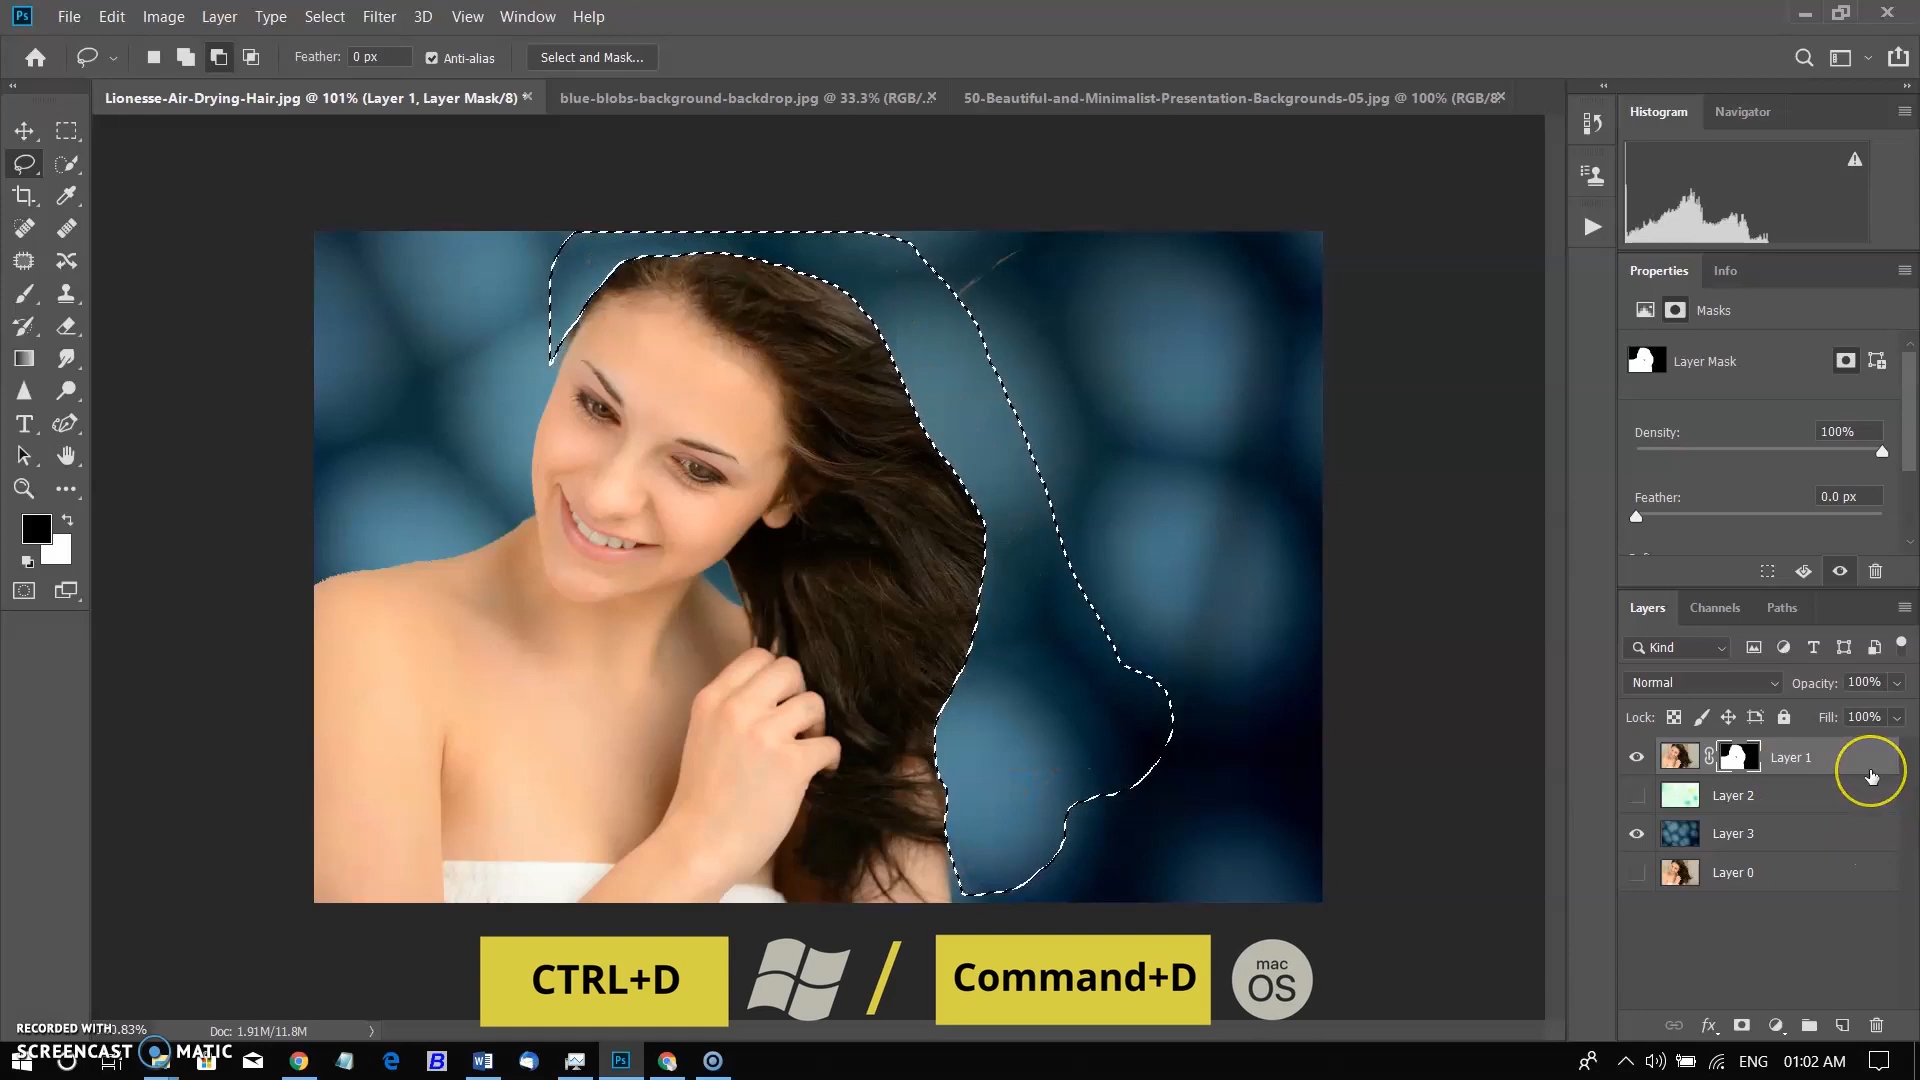 Ps File Edit Image Layer Type Select Filter 3D View Window Help
Feather: 0 px Anti-alias Select and Mask...
Lionesse-Air-Drying-Hair.jpg @ 101% (Layer 1, Layer Mask/8) * blue-blobs-background-backdrop.jpg @ 33.3% (RGB/... 50-Beautiful-and-Minimalist-Presentation-Backgrounds-05.jpg @ 100% (RGB/8
Histogram Navigator
Properties Info
Masks
Layer Mask
Density: 100%
Feather: 0.0 px
Layers Channels Paths
Kind
Normal Opacity: 100%
Lock: Fill: 100%
Layer 1
Layer 2
Layer 3
Layer 0
fx
CTRL+D / Command+D mac
OS
RECORDED WITH
SCREENCAST MATIC
0.83% Doc: 1.91M/11.8M
ENG 01:02 AM